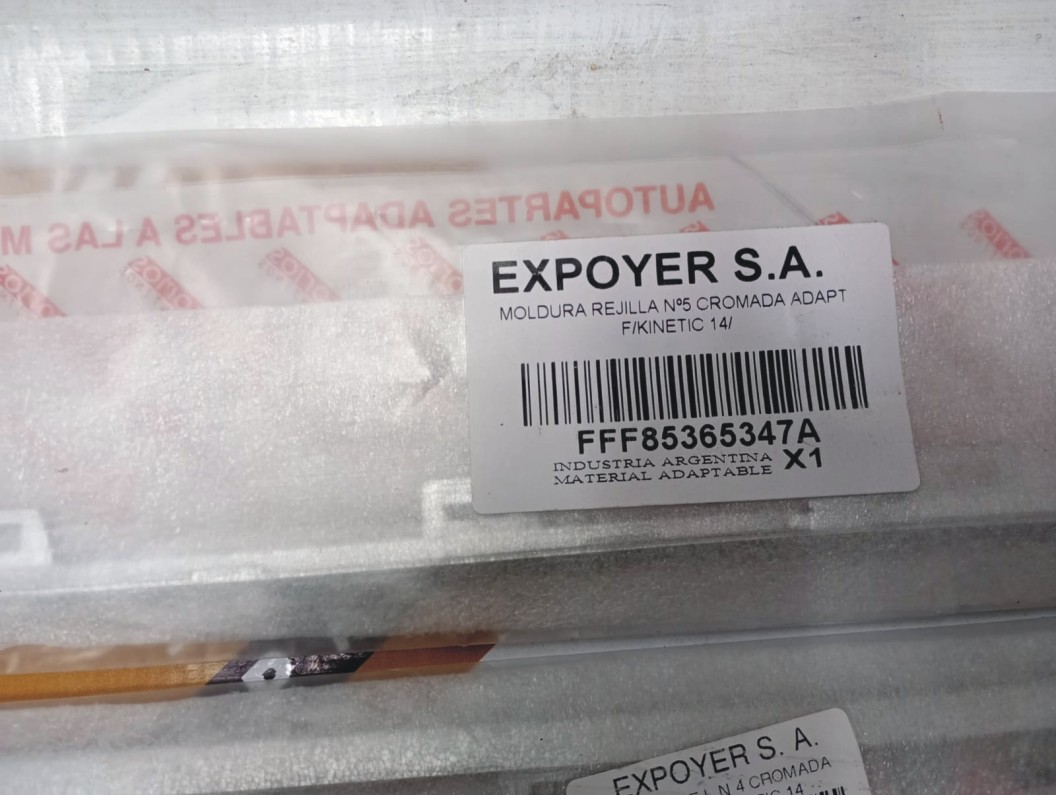 AUTOPARTES ADAPTABLES A LAS M
EXPOYER S.A.
MOLDURA REJILLA Nº5 CROMADA ADAPT
F/KINETIC 14/
FFF85365347A
INDUSTRIA ARGENTINA X1
MATERIAL ADAPTABLE
EXPOYER S. A.
N 4 CROMADA
14